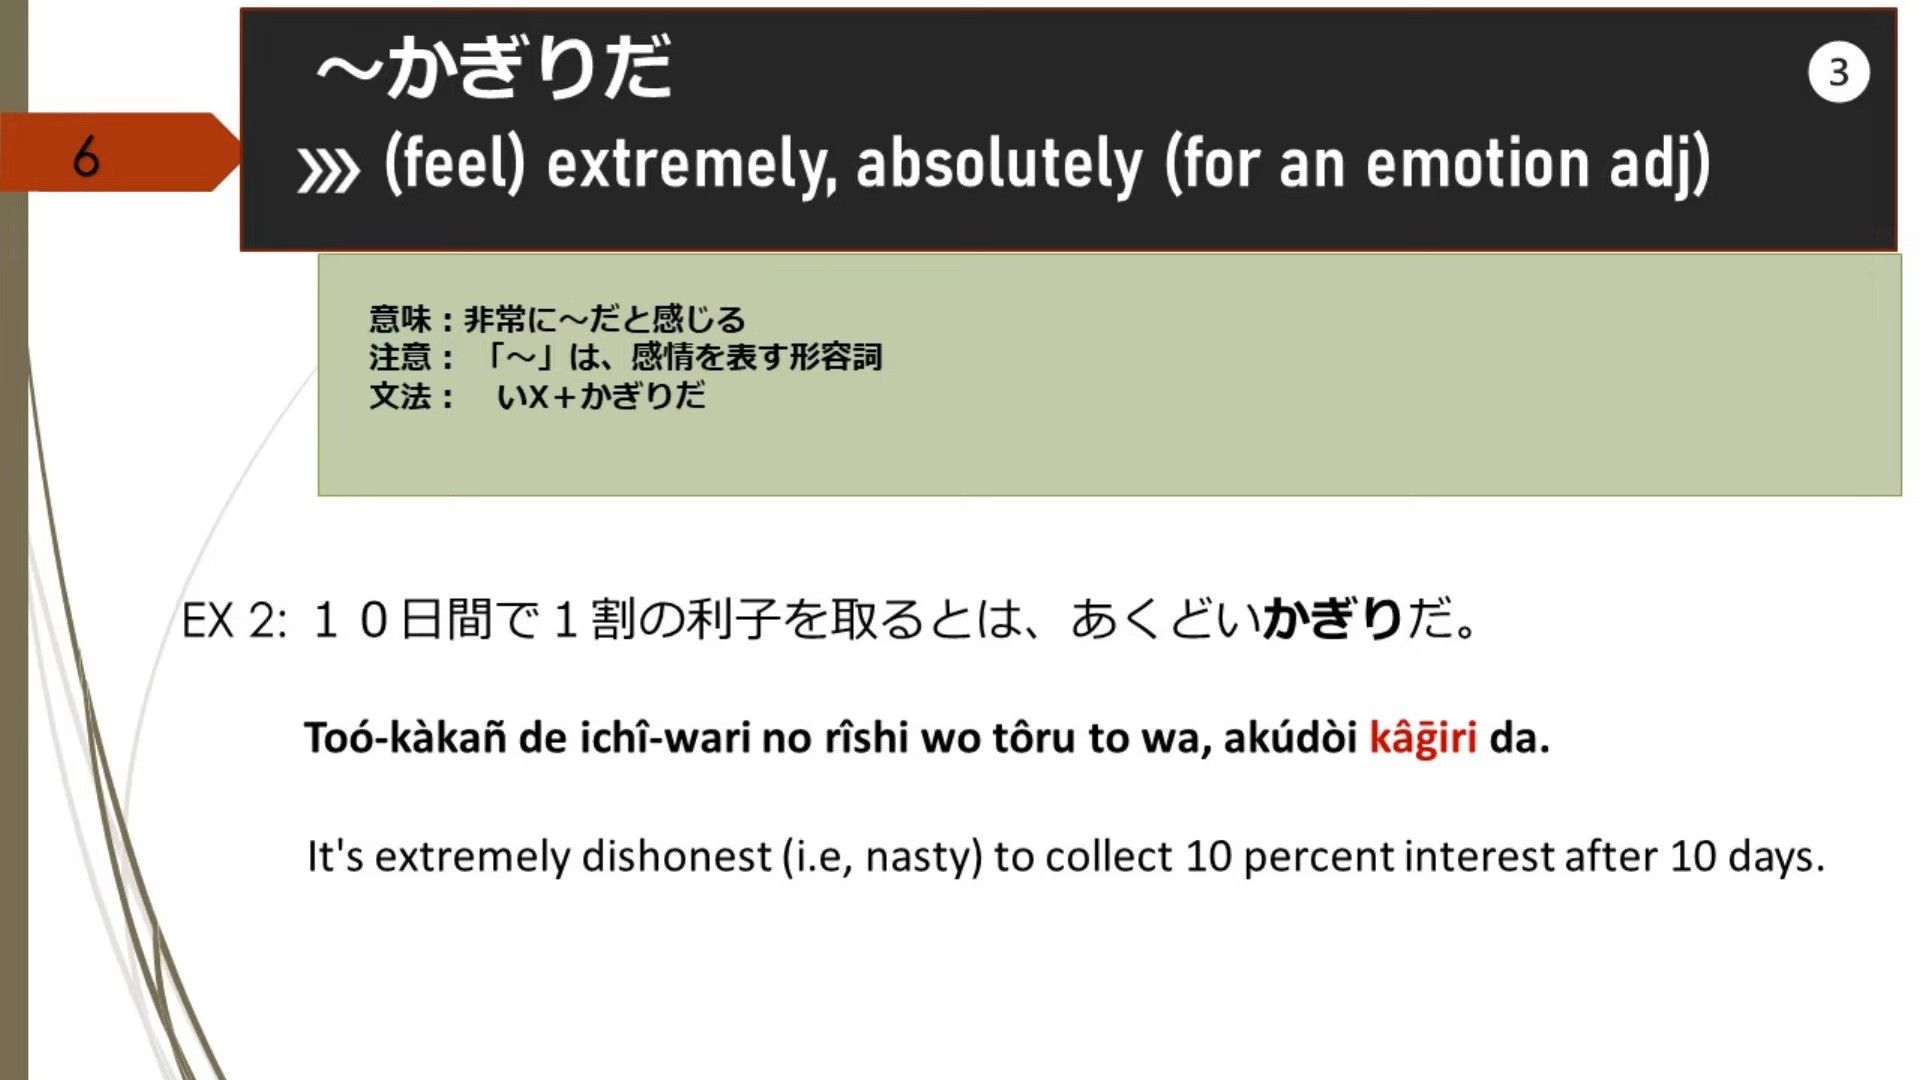 ～かぎりだ
3
6
(feel) extremely, absolutely (for an emotion adj)
意味：非常に～だと感じる
注意： 「～」は、感情を表す形容詞
文法： いX＋かぎりだ
EX 2: １０日間で１割の利子を取るとは、あくどいかぎりだ。
Toó-kàkañ de ichî-wari no rîshi wo tôru to wa, akúdòi kâḡiri da.
It's extremely dishonest (i.e, nasty) to collect 10 percent interest after 10 days.